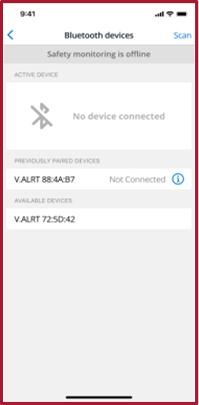 9:41
Bluetooth devices Scan
Safety monitoring is offline
ACTIVE DEVICE
No device connected
PREVIOUSLY PAIRED DEVICES
V.ALRT 88:4A:B7 Not Connected
AVAILABLE DEVICES
V.ALRT 72:5D:42